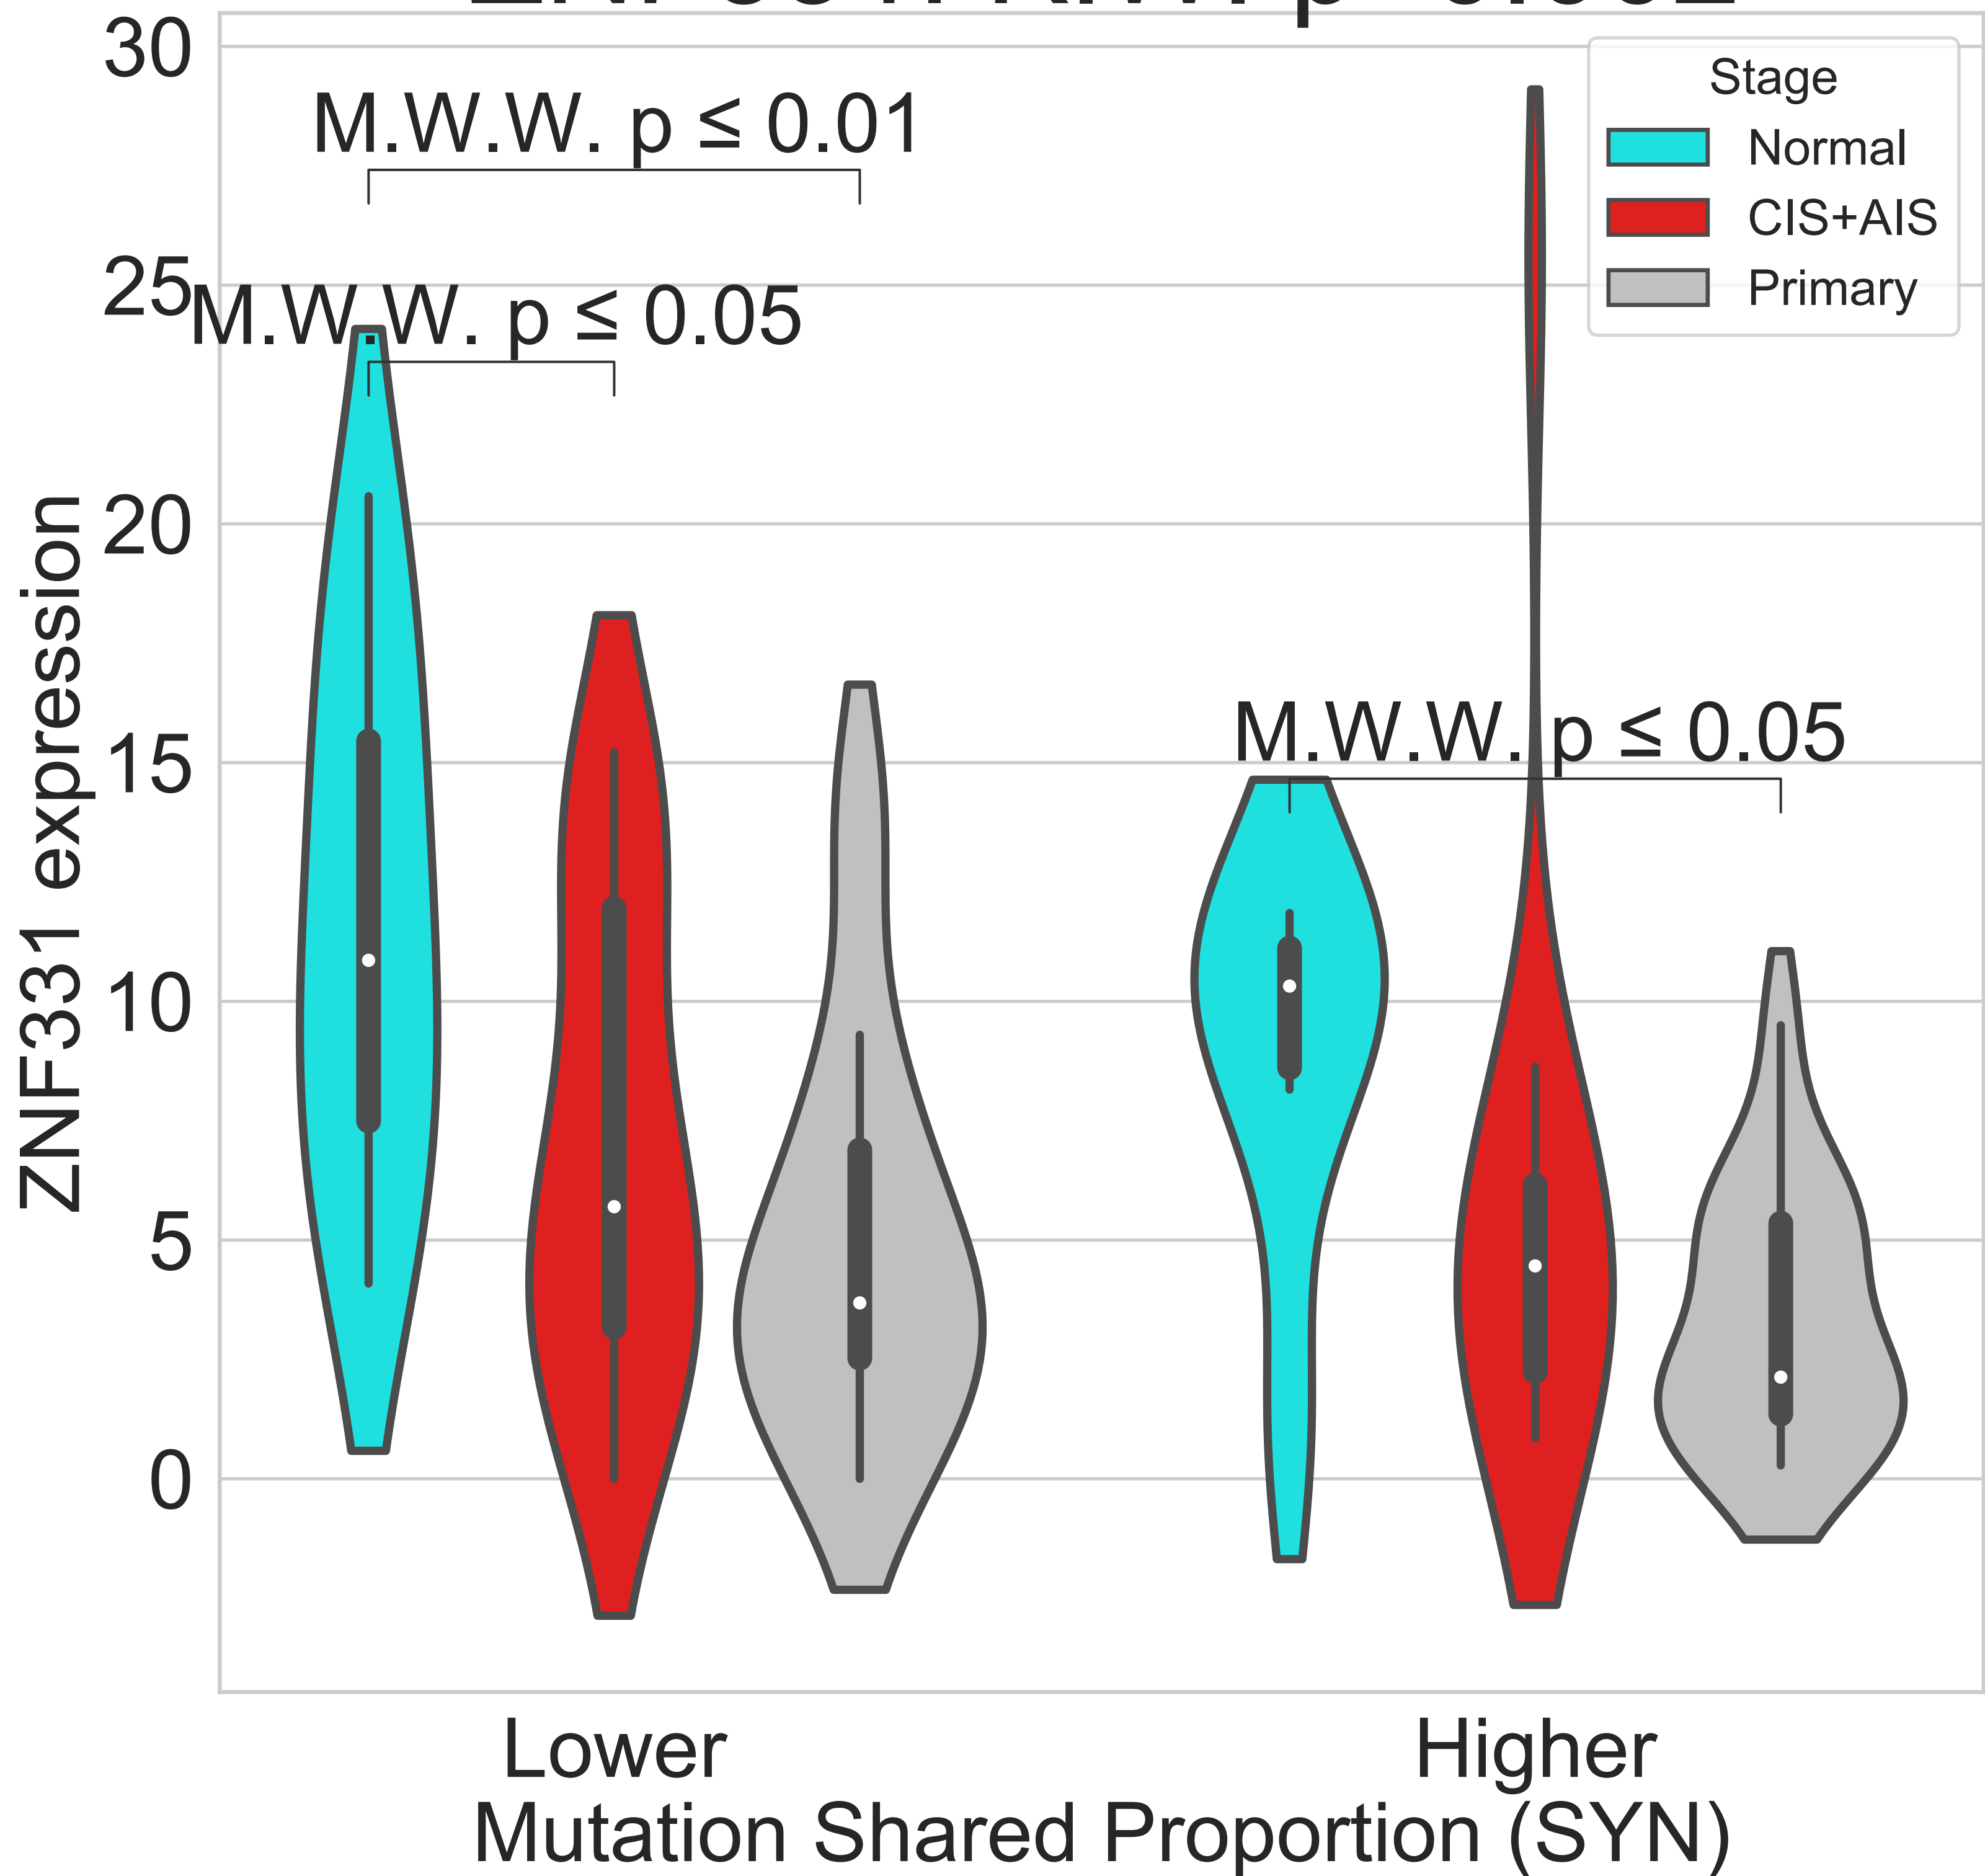 30
25
20
15
10
5
0
ZNF331 expression
M.W.W. p ≤ 0.01
M.W.W. p ≤ 0.05
M.W.W. p ≤ 0.05
Stage
Normal
CIS+AIS
Primary
Lower
Higher
Mutation Shared Proportion (SYN)